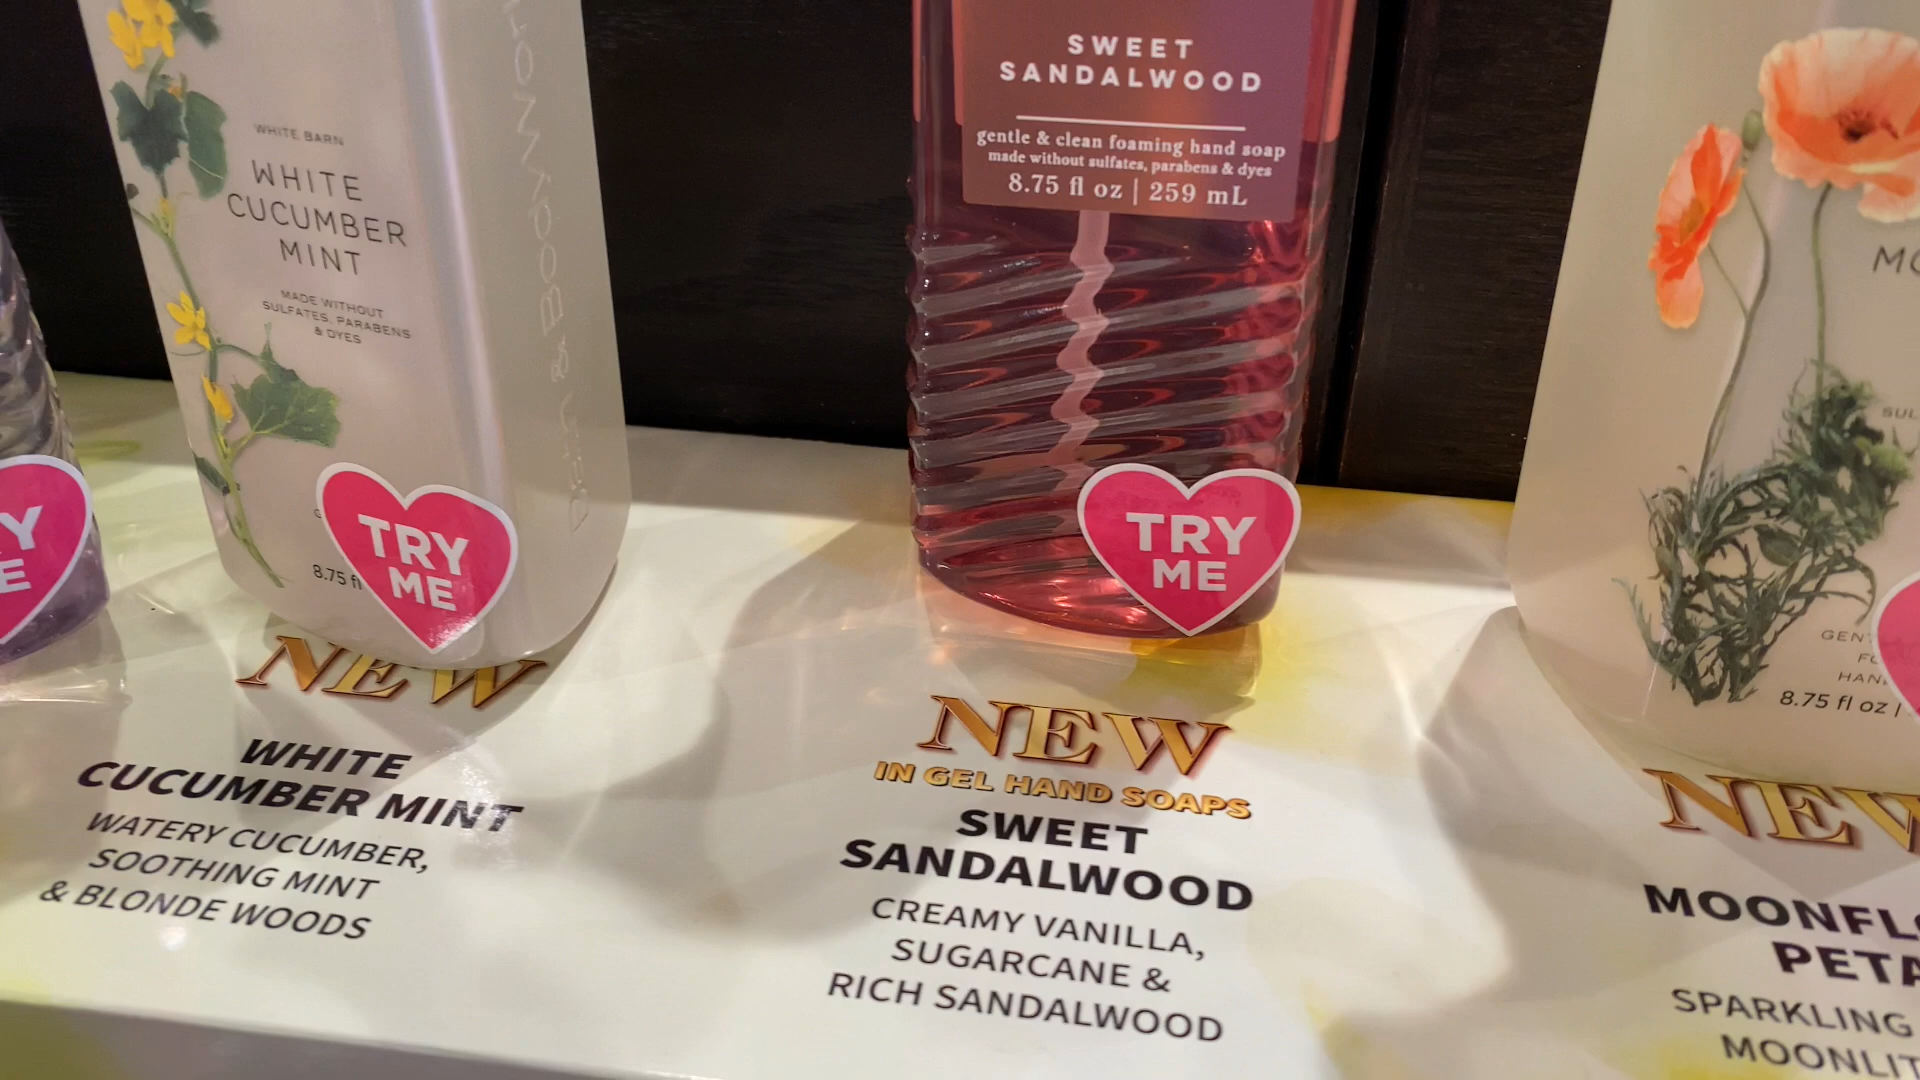 WHITE BARN
WHITE
CUCUMBER
MINT
MADE WITHOUT
SULFATES, PARABENS
& DYES
8.75 fl
TRY
ME
NEW
WHITE
CUCUMBER MINT
WATERY CUCUMBER,
SOOTHING MINT
& BLONDE WOODS
SWEET
SANDALWOOD
gentle & clean foaming hand soap
made without sulfates, parabens & dyes
8.75 fl oz | 259 mL
TRY
ME
NEW
IN GEL HAND SOAPS
SWEET
SANDALWOOD
CREAMY VANILLA,
SUGARCANE &
RICH SANDALWOOD
8.75 fl oz |
NEW
SPARKLING